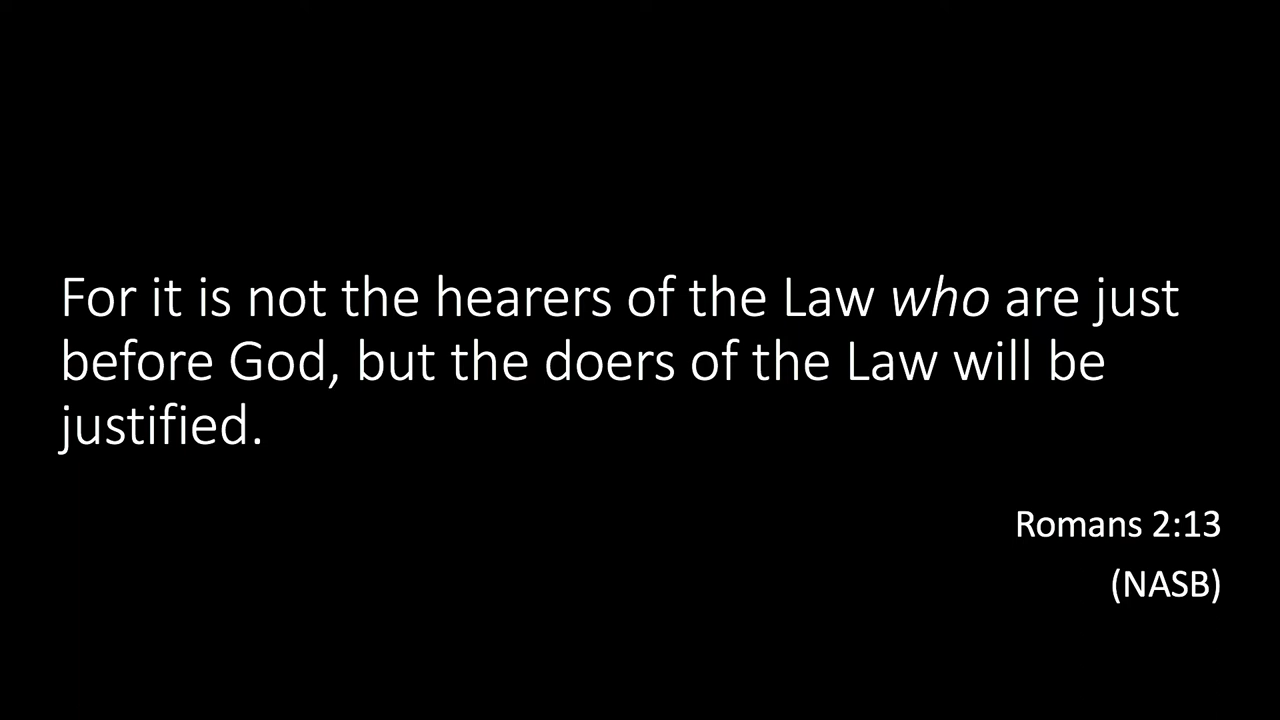 For it is not the hearers of the Law who are just
before God, but the doers of the Law will be
justified.
Romans 2:13
(NASB)